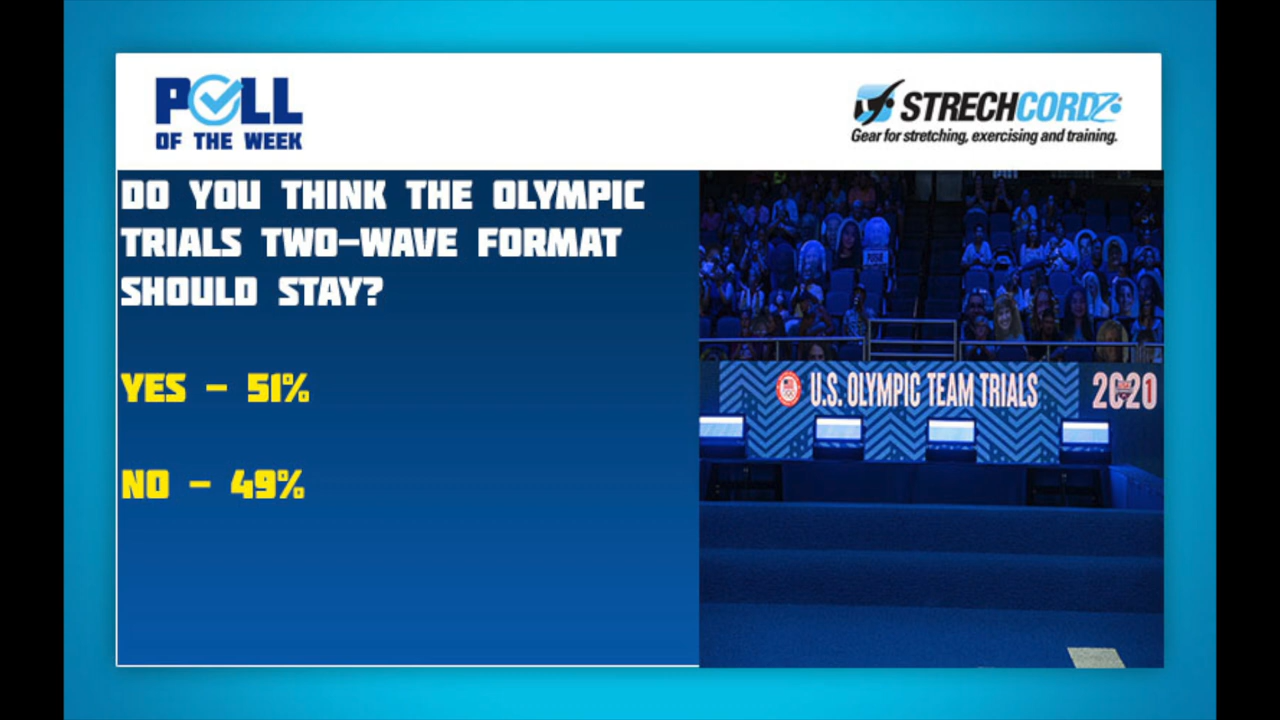 POLL
OF THE WEEK
STRECHCORDZ
Gear for stretching, exercising and training.
DO YOU THINK THE OLYMPIC
TRIALS TWO-WAVE FORMAT
SHOULD STAY?
YES - 51%
NO - 49%
U.S. OLYMPIC TEAM TRIALS
2020